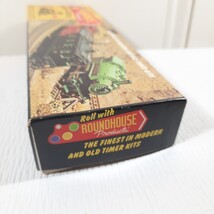 Roll with
ROUNDHOUSE
Products
THE FINEST IN MODERN
AND OLD TIMER KITS